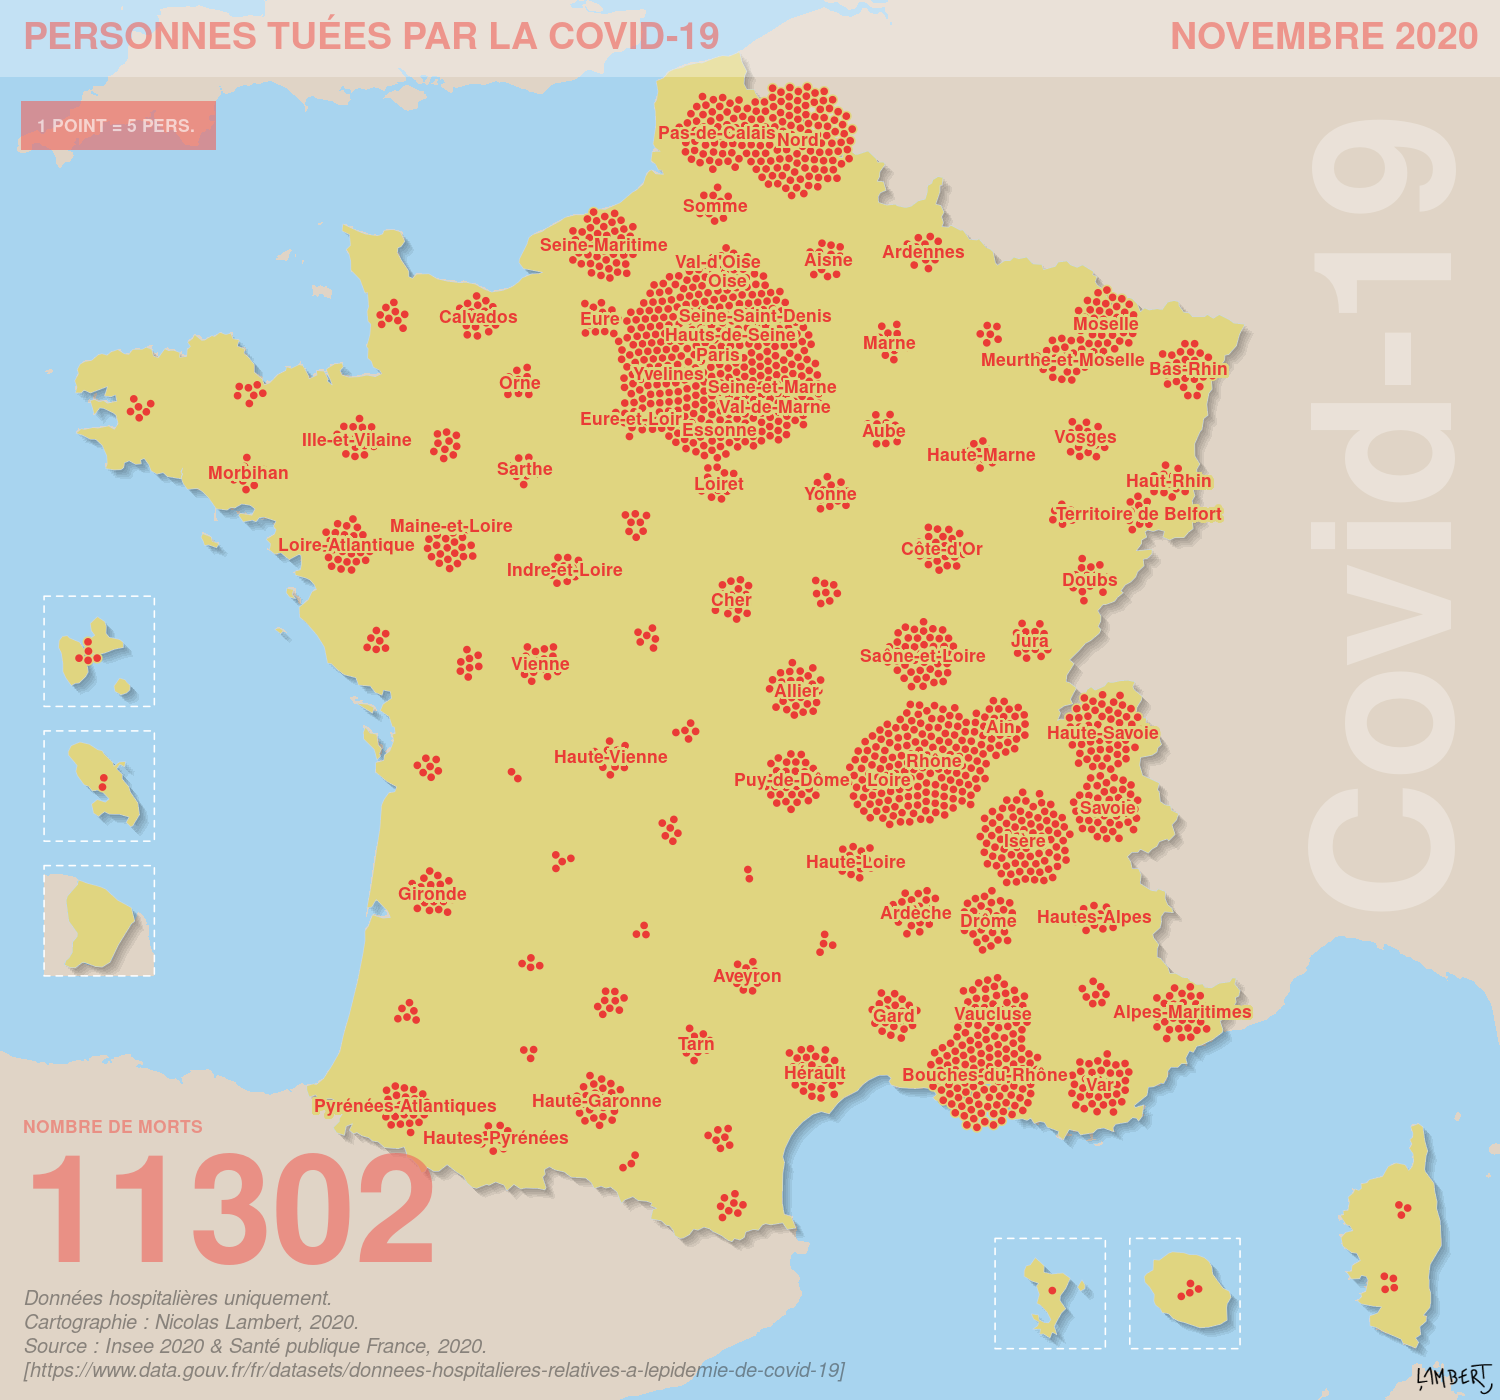 PERSONNES TUÉES PAR LA COVID-19
NOVEMBRE 2020
1 POINT = 5 PERS.
Covid-19
Pas-de-Calais
Nord
Somme
Seine-Maritime
Val-d'Oise
Aisne
Ardennes
Oise
Calvados
Eure
Seine-Saint-Denis
Moselle
Hauts-de-Seine
Marne
Paris
Meurthe-et-Moselle
Bas-Rhin
Yvelines
Orne
Seine-et-Marne
Val-de-Marne
Eure-et-Loir
Essonne
Aube
Ille-et-Vilaine
Vosges
Haute-Marne
Morbihan
Sarthe
Loiret
Haut-Rhin
Yonne
Territoire de Belfort
Maine-et-Loire
Loire-Atlantique
Côte-d'Or
Indre-et-Loire
Doubs
Cher
Jura
Saône-et-Loire
Vienne
Allier
Ain
Haute-Savoie
Haute-Vienne
Rhône
Puy-de-Dôme
Loire
Savoie
Isère
Haute-Loire
Gironde
Ardèche
Drôme
Hautes-Alpes
Aveyron
Gard
Vaucluse
Alpes-Maritimes
Tarn
Hérault
Bouches-du-Rhône
Var
Haute-Garonne
Pyrénées-Atlantiques
Hautes-Pyrénées
NOMBRE DE MORTS
11302
Données hospitalières uniquement.
Cartographie : Nicolas Lambert, 2020.
Source : Insee 2020 & Santé publique France, 2020.
[https://www.data.gouv.fr/fr/datasets/donnees-hospitalieres-relatives-a-lepidemie-de-covid-19]
LAMBERT